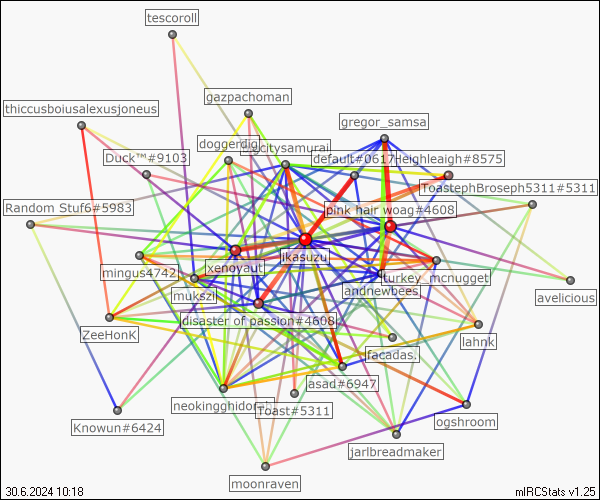 tescoroll
gazpachoman
thiccusboiusalexusjoneus
gregor_samsa
doggerdig
citysamurai
default#0617
Heighleaigh#8575
Duck™#9103
ToastephBroseph5311#5311
Random Stuf6#5983
pink hair woag#4608
ikasuzu
xenoyaut
mingus4742
turkey_mcnugget
andnewbees
mukszi
avelicious
disaster of passion#4608
ZeeHonK
lahnk
facadas.
asad#6947
Toast#5311
ogshroom
Knowun#6424
jarlbreadmaker
moonraven
30.6.2024 10:18
mIRCStats v1.25